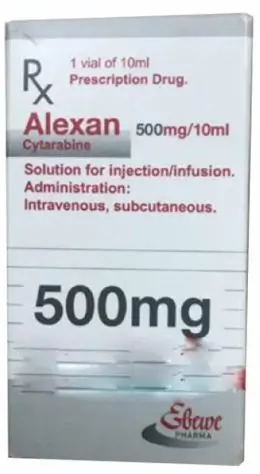 Rx
1 vial of 10ml
Prescription Drug.
Alexan 500mg/10ml
Cytarabine
Solution for injection/infusion.
Administration:
Intravenous, subcutaneous.
500mg
Ebewe
PHARMA